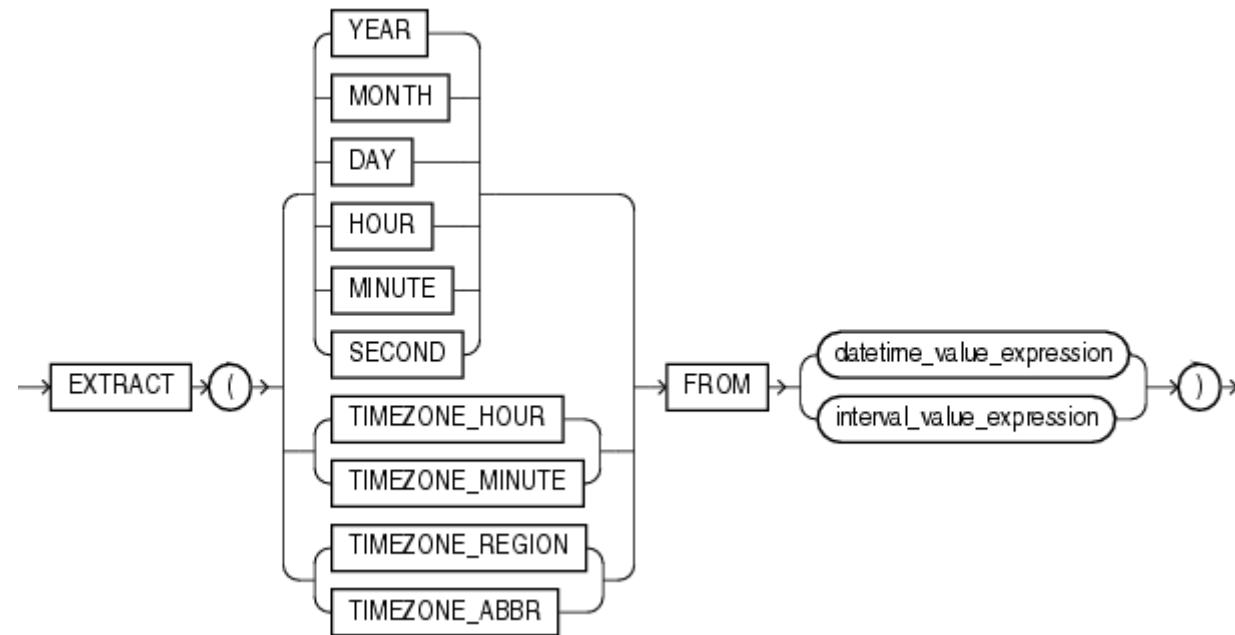 YEAR
MONTH
DAY
HOUR
MINUTE
SECOND
EXTRACT ( FROM datetime_value_expression
interval_value_expression )
TIMEZONE_HOUR
TIMEZONE_MINUTE
TIMEZONE_REGION
TIMEZONE_ABBR